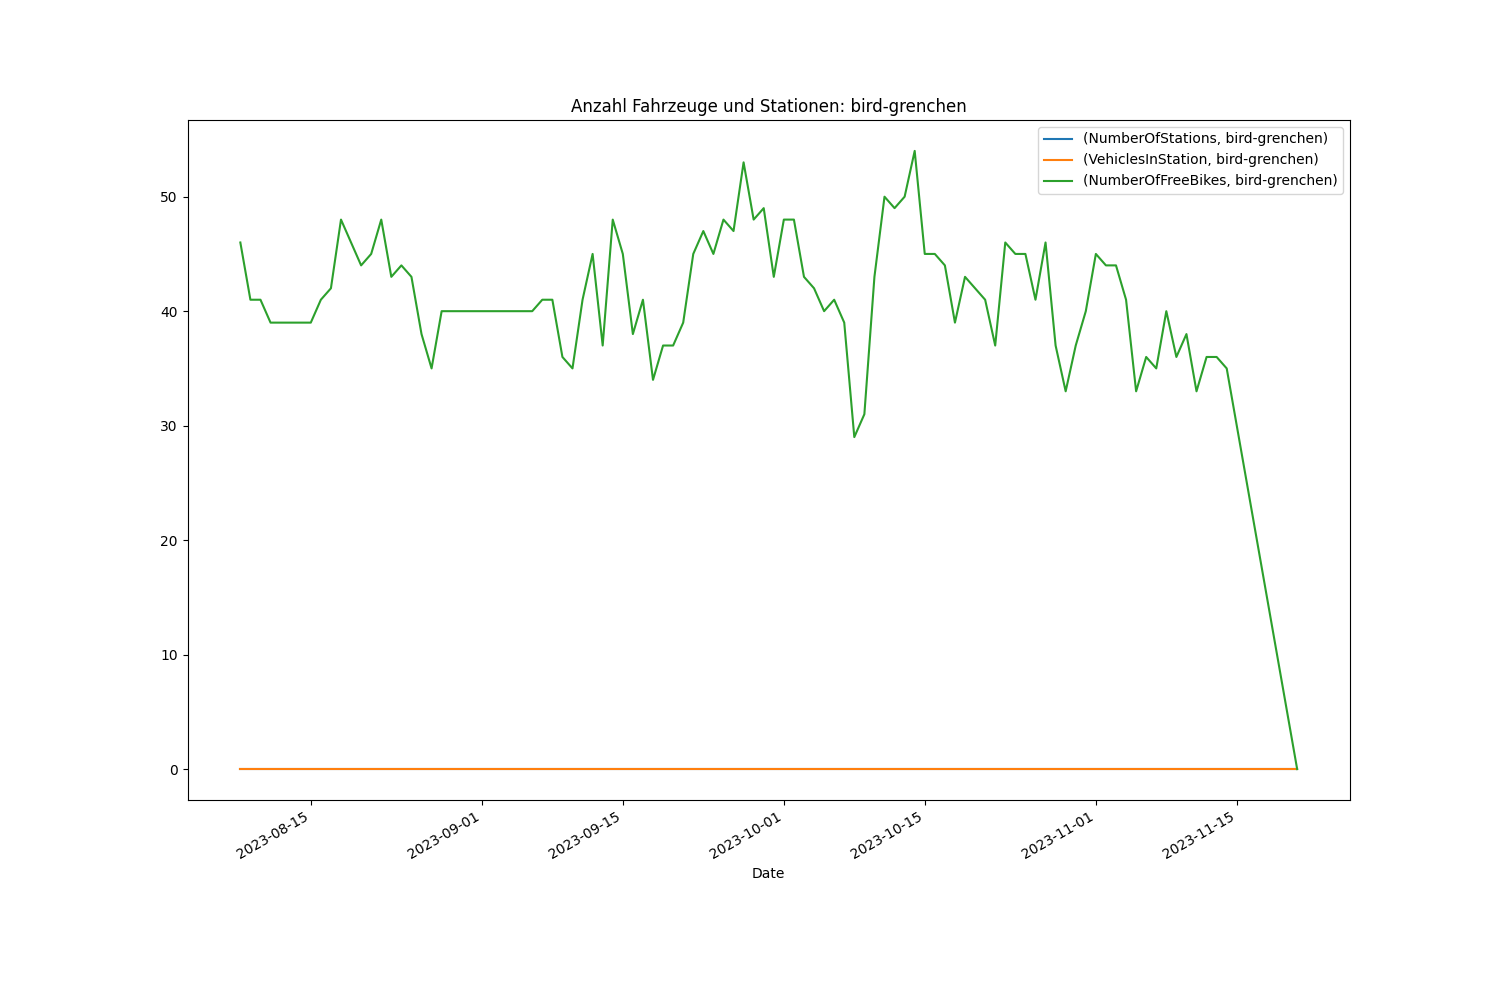 Anzahl Fahrzeuge und Stationen: bird-grenchen
(NumberOfStations, bird-grenchen)
(VehiclesInStation, bird-grenchen)
(NumberOfFreeBikes, bird-grenchen)
50
40
30
20
10
0
2023-08-15
2023-09-01
2023-09-15
2023-10-01
2023-10-15
2023-11-01
2023-11-15
Date